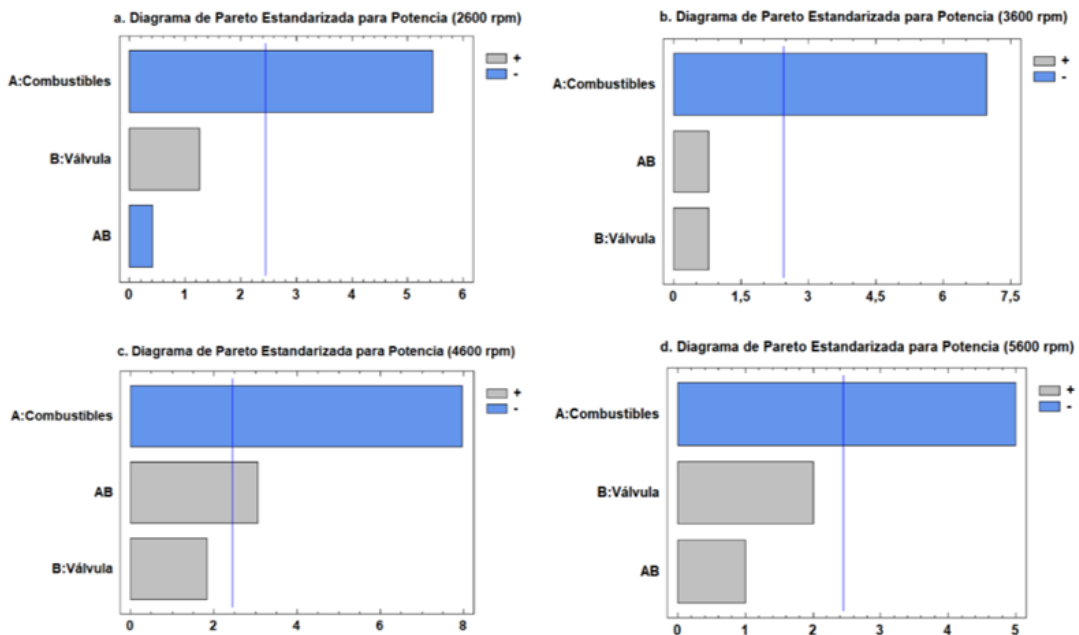 a. Diagrama de Pareto Estandarizada para Potencia (2600 rpm)
+
-
A:Combustibles
B:Válvula
AB
0 1 2 3 4 5 6
b. Diagrama de Pareto Estandarizada para Potencia (3600 rpm)
+
-
A:Combustibles
AB
B:Válvula
0 1,5 3 4,5 6 7,5
c. Diagrama de Pareto Estandarizada para Potencia (4600 rpm)
+
-
A:Combustibles
AB
B:Válvula
0 2 4 6 8
d. Diagrama de Pareto Estandarizada para Potencia (5600 rpm)
+
-
A:Combustibles
B:Válvula
AB
0 1 2 3 4 5